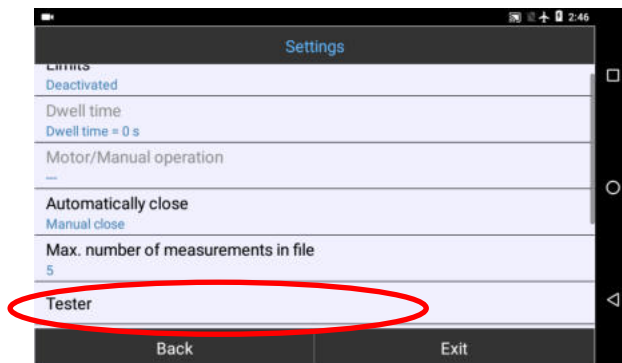 2:46
Settings
Limits
Deactivated
Dwell time
Dwell time = 0 s
Motor/Manual operation
---
Automatically close
Manual close
Max. number of measurements in file
5
Tester
Back
Exit